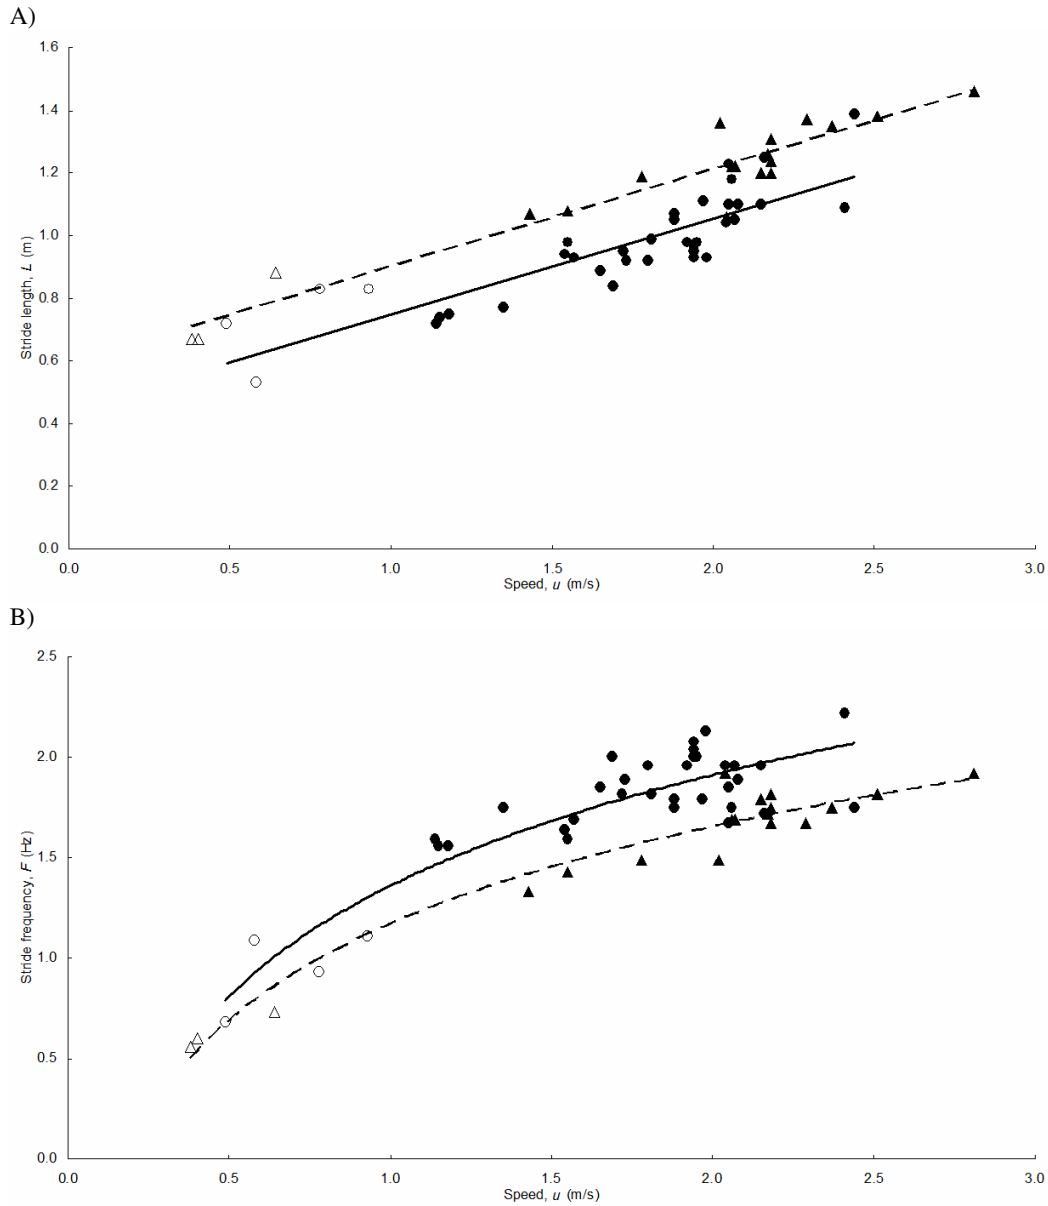 A)
1.6
1.4
1.2
1.0
0.8
0.6
0.4
0.2
0.0
Stride length, L (m)
0.0 0.5 1.0 1.5 2.0 2.5 3.0
Speed, u (m/s)
B)
2.5
2.0
1.5
1.0
0.5
0.0
Stride frequency, F (Hz)
0.0 0.5 1.0 1.5 2.0 2.5 3.0
Speed, u (m/s)